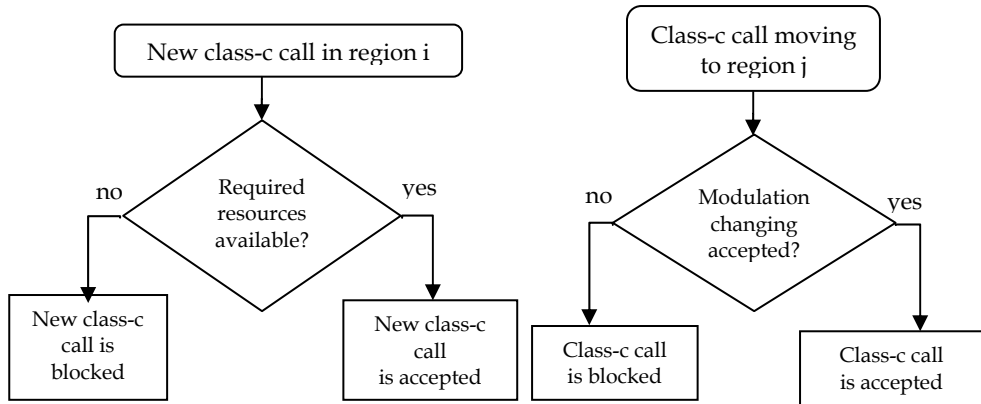 New class-c call in region i
Required
resources
available?
no
yes
New class-c
call is
blocked
New class-c
call
is accepted
Class-c call moving
to region j
Modulation
changing
accepted?
no
yes
Class-c call
is blocked
Class-c call
is accepted